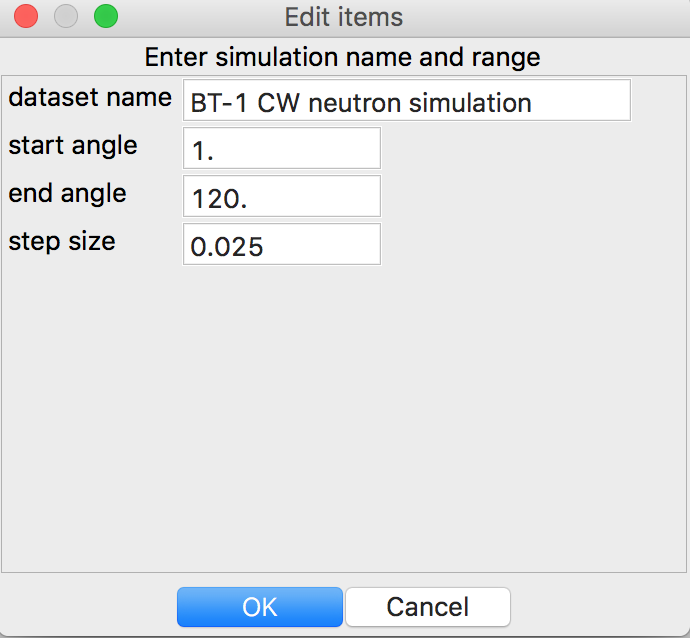 Edit items
Enter simulation name and range
dataset name BT-1 CW neutron simulation
start angle 1.
end angle 120.
step size 0.025
OK Cancel